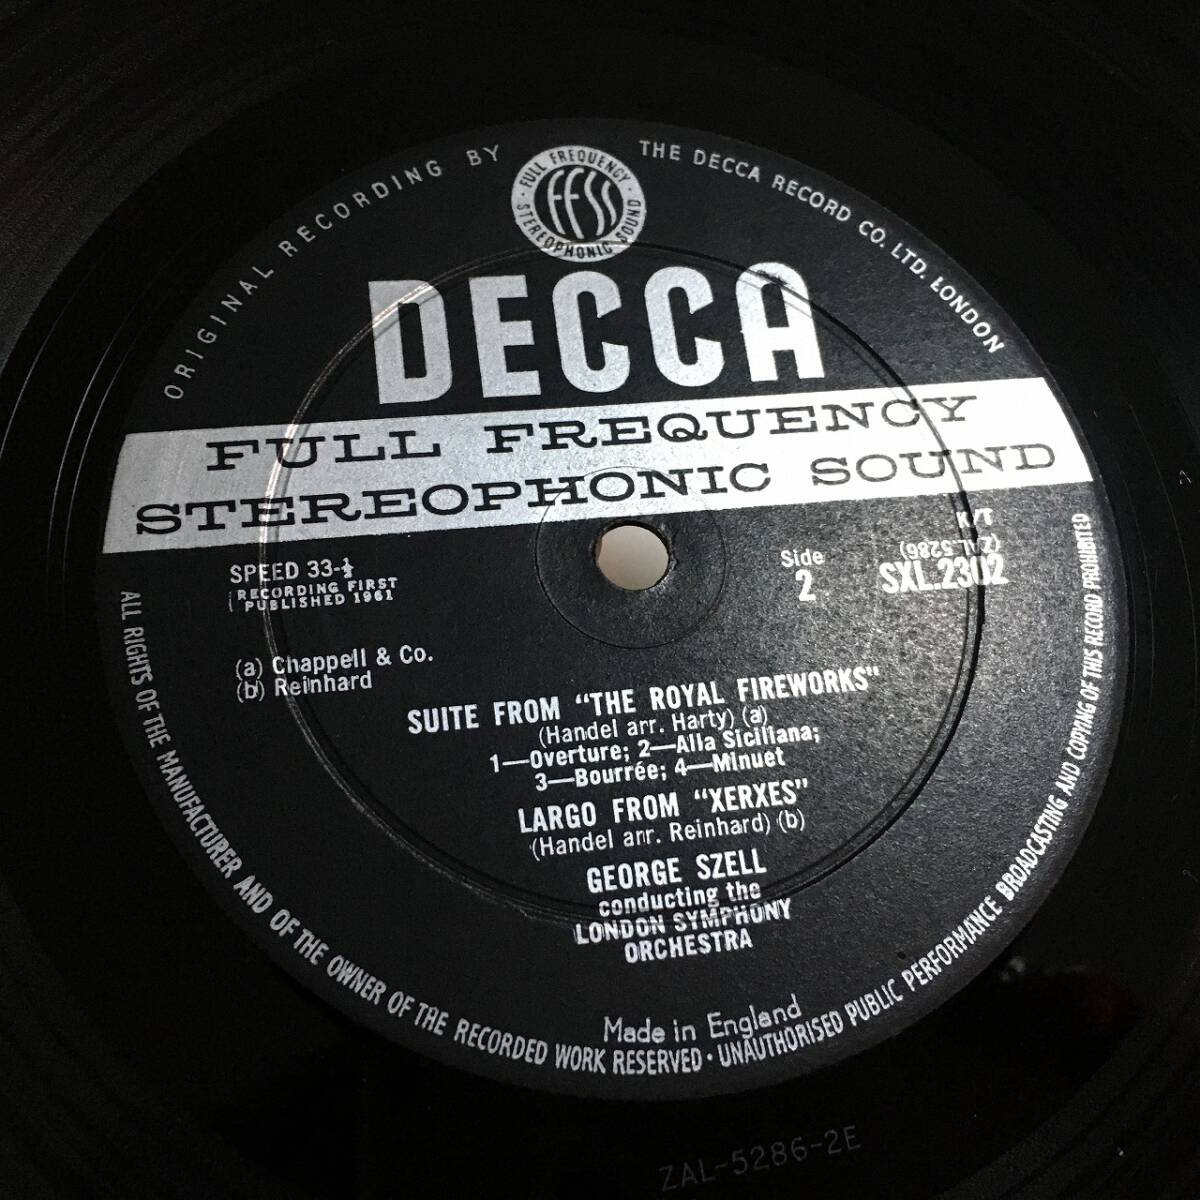 ORIGINAL RECORDING BY
THE DECCA RECORD CO. LTD. LONDON
FULL FREQUENCY
FFSS
STEREOPHONIC SOUND
DECCA
FULL FREQUENCY
STEREOPHONIC SOUND
SPEED 33-⅓
RECORDING FIRST
PUBLISHED 1961
Side
2
K/T
(ZAL.5286)
SXL.2302
(a) Chappell & Co.
(b) Reinhard
SUITE FROM "THE ROYAL FIREWORKS"
(Handel arr. Harty) (a)
1—Overture; 2—Alla Siciliana;
3—Bourrée; 4—Minuet
LARGO FROM "XERXES"
(Handel arr. Reinhard) (b)
GEORGE SZELL
conducting the
LONDON SYMPHONY
ORCHESTRA
Made in England
ALL RIGHTS OF THE MANUFACTURER AND OF THE OWNER OF THE RECORDED WORK RESERVED · UNAUTHORISED PUBLIC PERFORMANCE BROADCASTING AND COPYING OF THIS RECORD PROHIBITED
ZAL-5286-2E